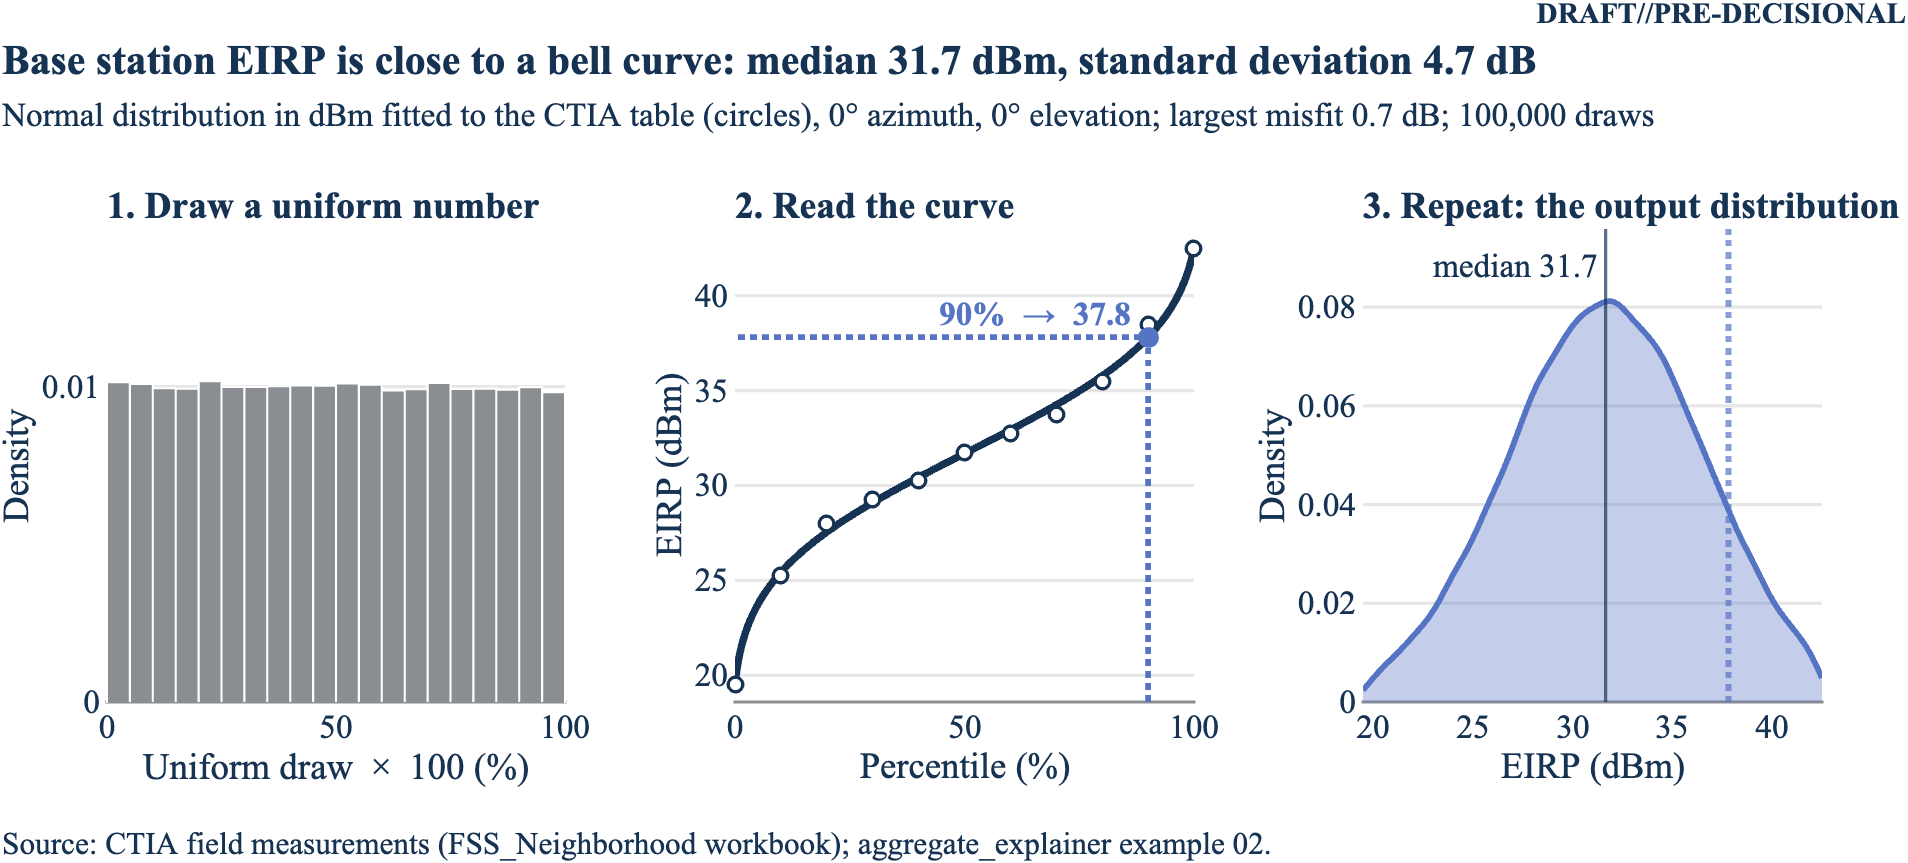 DRAFT//PRE-DECISIONAL
Base station EIRP is close to a bell curve: median 31.7 dBm, standard deviation 4.7 dB
Normal distribution in dBm fitted to the CTIA table (circles), 0° azimuth, 0° elevation; largest misfit 0.7 dB; 100,000 draws
1. Draw a uniform number
0.01
0
Density
0 50 100
Uniform draw × 100 (%)
2. Read the curve
90% → 37.8
40
35
30
25
20
EIRP (dBm)
0 50 100
Percentile (%)
3. Repeat: the output distribution
median 31.7
0.08
0.06
0.04
0.02
0
Density
20 25 30 35 40
EIRP (dBm)
Source: CTIA field measurements (FSS_Neighborhood workbook); aggregate_explainer example 02.